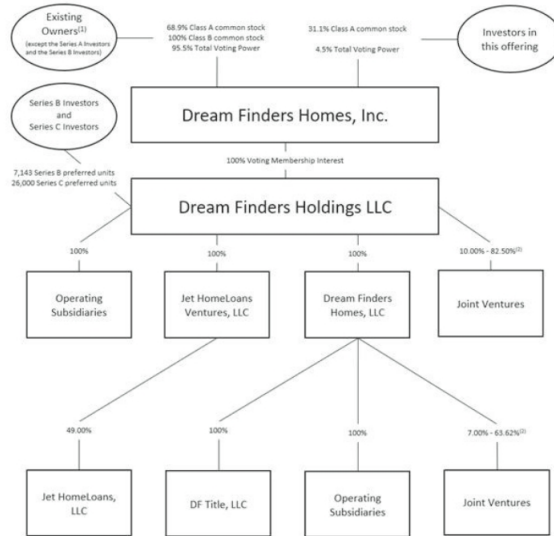 Existing
Owners(1)
(except the Series A Investors
and the Series B Investors)
68.9% Class A common stock
100% Class B common stock
95.5% Total Voting Power
31.1% Class A common stock
4.5% Total Voting Power
Investors in
this offering
Series B Investors
and
Series C Investors
Dream Finders Homes, Inc.
100% Voting Membership Interest
7,143 Series B preferred units
26,000 Series C preferred units
Dream Finders Holdings LLC
100%
100%
100%
10.00% - 82.50%(2)
Operating
Subsidiaries
Jet HomeLoans
Ventures, LLC
Dream Finders
Homes, LLC
Joint Ventures
49.00%
100%
100%
7.00% - 63.62%(2)
Jet HomeLoans,
LLC
DF Title, LLC
Operating
Subsidiaries
Joint Ventures